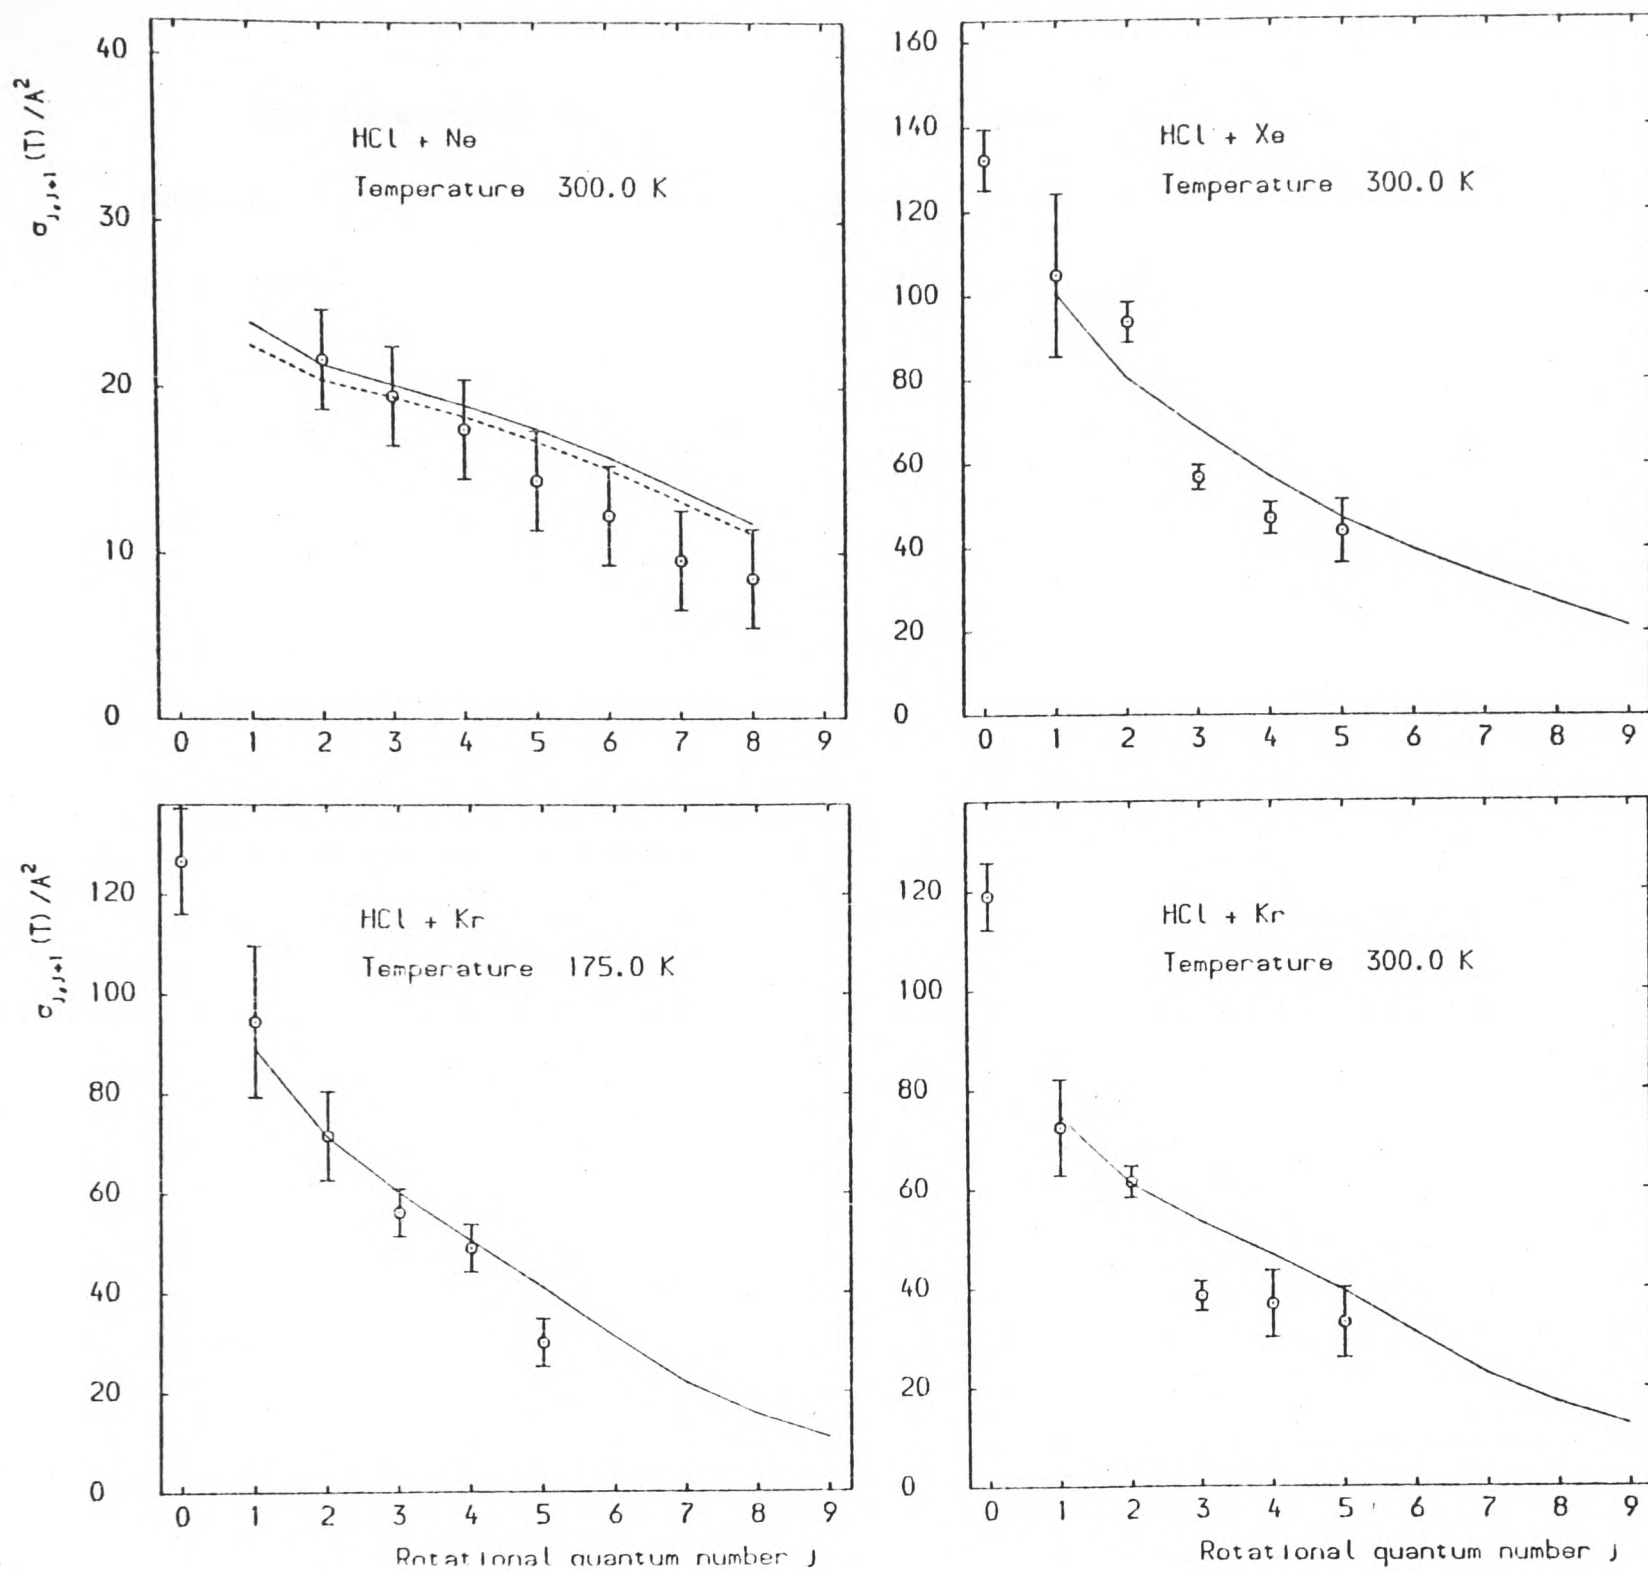 σj,j+1(T)/A²
40
30
20
10
0
HCl + Ne
Temperature 300.0 K
0 1 2 3 4 5 6 7 8 9
160
140
120
100
80
60
40
20
0
HCl + Xe
Temperature 300.0 K
0 1 2 3 4 5 6 7 8 9
σj,j+1(T)/A²
120
100
80
60
40
20
0
HCl + Kr
Temperature 175.0 K
0 1 2 3 4 5 6 7 8 9
Rotational quantum number j
120
100
80
60
40
20
0
HCl + Kr
Temperature 300.0 K
0 1 2 3 4 5 6 7 8 9
Rotational quantum number j